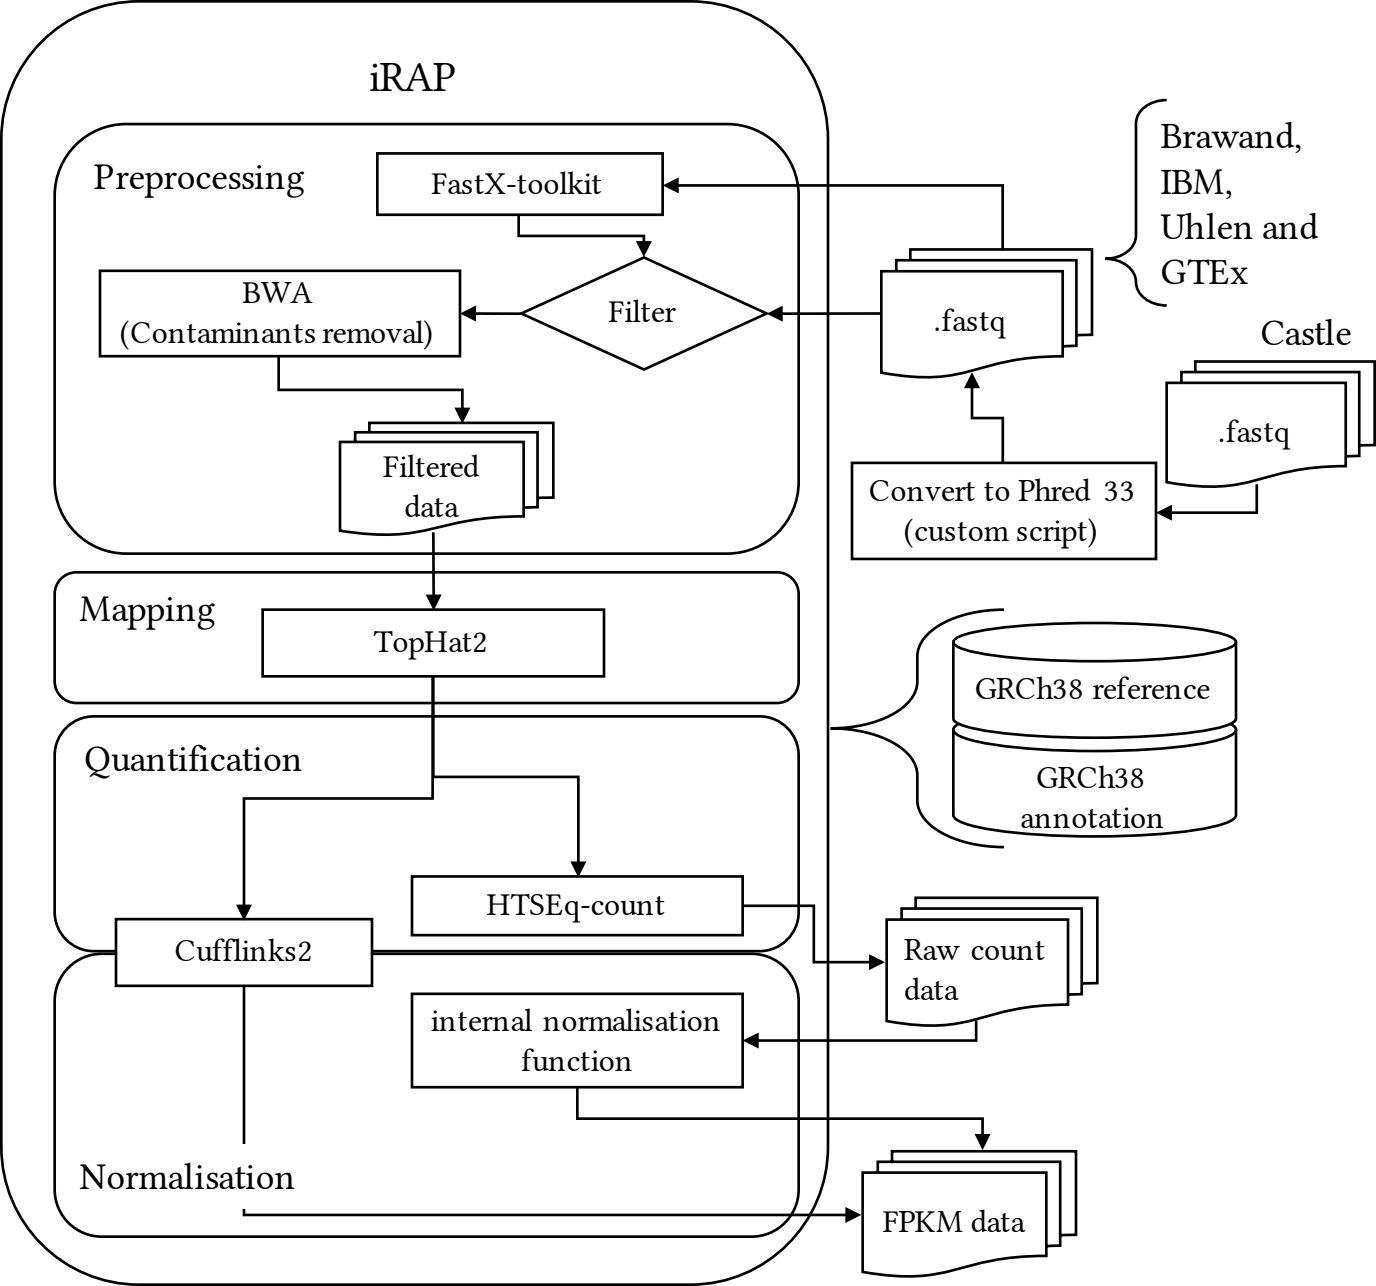 iRAP
Preprocessing
FastX-toolkit
BWA
(Contaminants removal)
Filter
Filtered
data
.fastq
Brawand,
IBM,
Uhlen and
GTEx
Castle
.fastq
Convert to Phred 33
(custom script)
Mapping
TopHat2
GRCh38 reference
GRCh38
annotation
Quantification
HTSEq-count
Cufflinks2
Raw count
data
internal normalisation
function
Normalisation
FPKM data